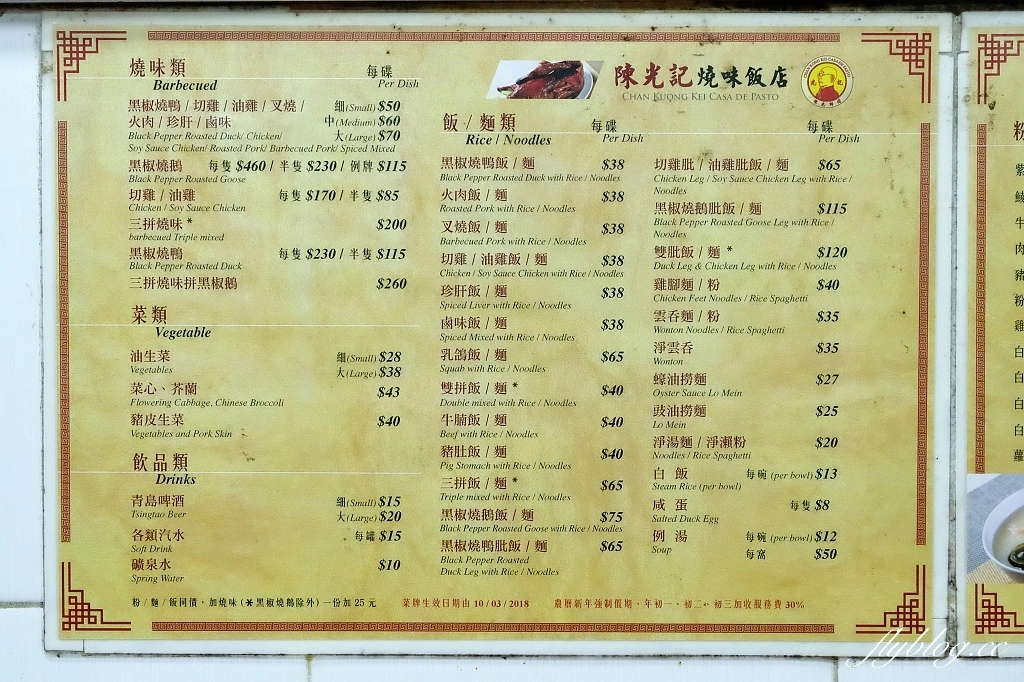 燒味類 每碟
Barbecued Per Dish
黑椒燒鴨 / 切雞 / 油雞 / 叉燒 / 細(Small) $50
火肉 / 珍肝 / 鹵味 中(Medium) $60
Black Pepper Roasted Duck/ Chicken/ 大(Large) $70
Soy Sauce Chicken/ Roasted Pork/ Barbecued Pork/ Spiced Mixed
黑椒燒鵝 每隻 $460 / 半隻 $230 / 例牌 $115
Black Pepper Roasted Goose
切雞 / 油雞 每隻 $170 / 半隻 $85
Chicken / Soy Sauce Chicken
三拼燒味 * $200
barbecued Triple mixed
黑椒燒鴨 每隻 $230 / 半隻 $115
Black Pepper Roasted Duck
三拼燒味拼黑椒鵝 $260
菜類
Vegetable
油生菜 細(Small) $28
Vegetables 大(Large) $38
菜心、芥蘭 $43
Flowering Cabbage, Chinese Broccoli
豬皮生菜 $40
Vegetables and Pork Skin
飲品類
Drinks
青島啤酒 細(Small) $15
Tsingtao Beer 大(Large) $20
各類汽水 每罐 $15
Soft Drink
礦泉水 $10
Spring Water
陳光記燒味飯店
CHAN KUONG KEI CASA DE PASTO
飯 / 麵類 每碟
Rice / Noodles Per Dish
黑椒燒鴨飯 / 麵 $38
Black Pepper Roasted Duck with Rice / Noodles
火肉飯 / 麵 $38
Roasted Pork with Rice / Noodles
叉燒飯 / 麵 $38
Barbecued Pork with Rice / Noodles
切雞 / 油雞飯 / 麵 $38
Chicken / Soy Sauce Chicken with Rice / Noodles
珍肝飯 / 麵 $38
Spiced Liver with Rice / Noodles
鹵味飯 / 麵 $38
Spiced Mixed with Rice / Noodles
乳鴿飯 / 麵 $65
Squab with Rice / Noodles
雙拼飯 / 麵 * $40
Double mixed with Rice / Noodles
牛腩飯 / 麵 $40
Beef with Rice / Noodles
豬肚飯 / 麵 $40
Pig Stomach with Rice / Noodles
三拼飯 / 麵 * $65
Triple mixed with Rice / Noodles
黑椒燒鵝飯 / 麵 $75
Black Pepper Roasted Goose with Rice / Noodles
黑椒燒鴨肶飯 / 麵 $65
Black Pepper Roasted
Duck Leg with Rice / Noodles
每碟
Per Dish
切雞肶 / 油雞肶飯 / 麵 $65
Chicken Leg / Soy Sauce Chicken Leg with Rice /
Noodles
黑椒燒鵝肶飯 / 麵 $115
Black Pepper Roasted Goose Leg with Rice /
Noodles
雙肶飯 / 麵 * $120
Duck Leg & Chicken Leg with Rice / Noodles
雞腳麵 / 粉 $40
Chicken Feet Noodles / Rice Spaghetti
雲吞麵 / 粉 $35
Wonton Noodles / Rice Spaghetti
淨雲吞 $35
Wonton
蠔油撈麵 $27
Oyster Sauce Lo Mein
豉油撈麵 $25
Lo Mein
淨湯麵 / 淨瀨粉 $20
Noodles / Rice Spaghetti
白飯 每碗 (per bowl) $13
Steam Rice (per bowl)
咸蛋 每隻 $8
Salted Duck Egg
例湯 每碗 (per bowl) $12
Soup 每窩 $50
粉 / 麵 / 飯同價，加燒味 (*黑椒燒鵝除外) 一份加 25 元 菜牌生效日期由 10 / 03 / 2018 農曆新年強制假期，年初一、初二、初三加收服務費 30%
粉
紫
鯪
牛
肉
豬
粉
雞
白
白
白
白
蘿
flyblog.cc